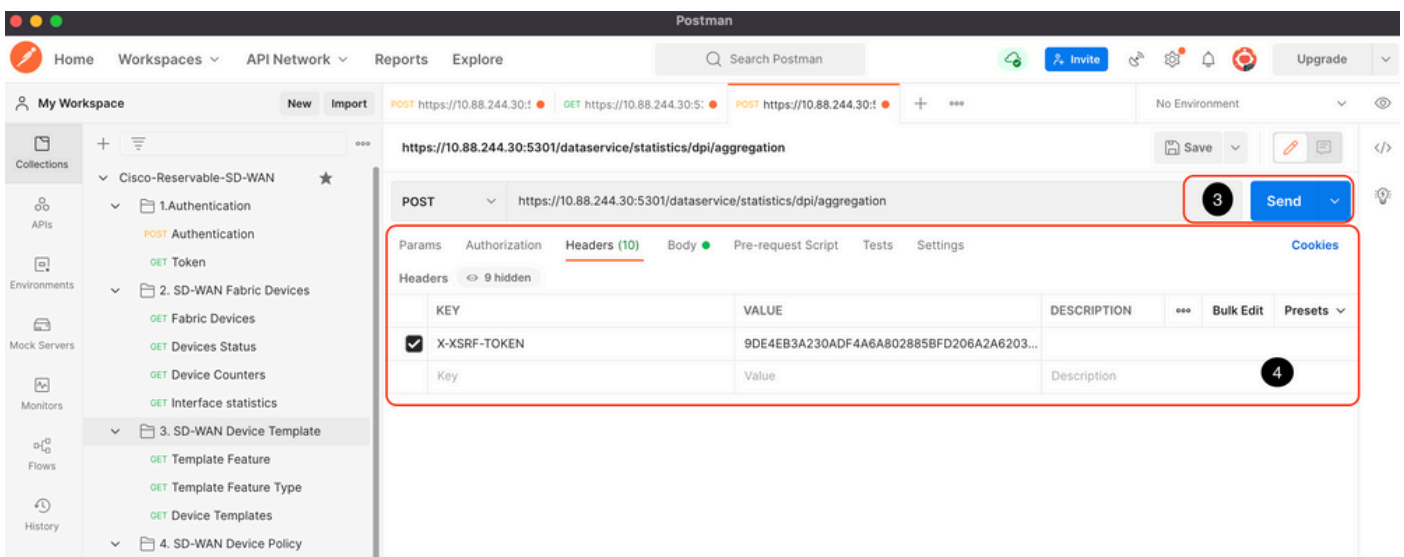 Postman
Home Workspaces API Network Reports Explore Search Postman Invite Upgrade
My Workspace New Import POST https://10.88.244.30:5 GET https://10.88.244.30:5: POST https://10.88.244.30:5 No Environment
Collections
APIs
Environments
Mock Servers
Monitors
Flows
History
Cisco-Reservable-SD-WAN
1.Authentication
POST Authentication
GET Token
2. SD-WAN Fabric Devices
GET Fabric Devices
GET Devices Status
GET Device Counters
GET Interface statistics
3. SD-WAN Device Template
GET Template Feature
GET Template Feature Type
GET Device Templates
4. SD-WAN Device Policy
https://10.88.244.30:5301/dataservice/statistics/dpi/aggregation Save </>
POST https://10.88.244.30:5301/dataservice/statistics/dpi/aggregation 3 Send
Params Authorization Headers (10) Body Pre-request Script Tests Settings Cookies
Headers 9 hidden
KEY VALUE DESCRIPTION Bulk Edit Presets
X-XSRF-TOKEN 9DE4EB3A230ADF4A6A802885BFD206A2A6203...
Key Value Description 4